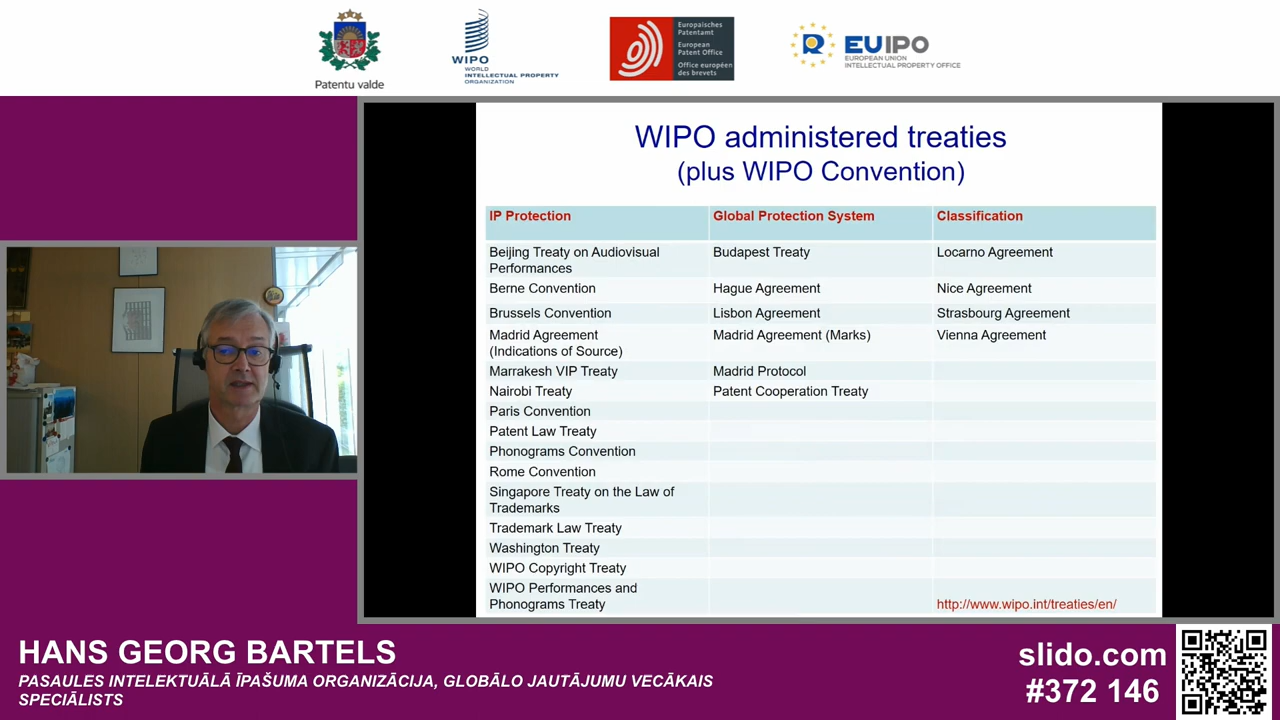 Patentu valde
WIPO
WORLD
INTELLECTUAL PROPERTY
ORGANIZATION
Europäisches
Patentamt
European
Patent Office
Office européen
des brevets
EUIPO
EUROPEAN UNION
INTELLECTUAL PROPERTY OFFICE
WIPO administered treaties
(plus WIPO Convention)
IP Protection
Global Protection System
Classification
Beijing Treaty on Audiovisual
Performances
Budapest Treaty
Locarno Agreement
Berne Convention
Hague Agreement
Nice Agreement
Brussels Convention
Lisbon Agreement
Strasbourg Agreement
Madrid Agreement
(Indications of Source)
Madrid Agreement (Marks)
Vienna Agreement
Marrakesh VIP Treaty
Madrid Protocol
Nairobi Treaty
Patent Cooperation Treaty
Paris Convention
Patent Law Treaty
Phonograms Convention
Rome Convention
Singapore Treaty on the Law of
Trademarks
Trademark Law Treaty
Washington Treaty
WIPO Copyright Treaty
WIPO Performances and
Phonograms Treaty
http://www.wipo.int/treaties/en/
HANS GEORG BARTELS
PASAULES INTELEKTUĀLĀ ĪPAŠUMA ORGANIZĀCIJA, GLOBĀLO JAUTĀJUMU VECĀKAIS
SPECIĀLISTS
slido.com
#372 146